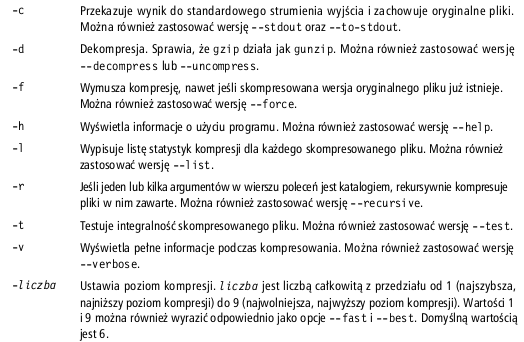 -c Przekazuje wynik do standardowego strumienia wyjścia i zachowuje oryginalne pliki.
Można również zastosować wersję --stdout oraz --to-stdout.
-d Dekompresja. Sprawia, że gzip działa jak gunzip. Można również zastosować wersję
--decompress lub --uncompress.
-f Wymusza kompresję, nawet jeśli skompresowana wersja oryginalnego pliku już istnieje.
Można również zastosować wersję --force.
-h Wyświetla informacje o użyciu programu. Można również zastosować wersję --help.
-l Wypisuje listę statystyk kompresji dla każdego skompresowanego pliku. Można również
zastosować wersję --list.
-r Jeśli jeden lub kilka argumentów w wierszu poleceń jest katalogiem, rekursywnie kompresuje
pliki w nim zawarte. Można również zastosować wersję --recursive.
-t Testuje integralność skompresowanego pliku. Można również zastosować wersję --test.
-v Wyświetla pełne informacje podczas kompresowania. Można również zastosować wersję
--verbose.
-liczba Ustawia poziom kompresji. liczba jest liczbą całkowitą z przedziału od 1 (najszybsza,
najniższy poziom kompresji) do 9 (najwolniejsza, najwyższy poziom kompresji). Wartości 1
i 9 można również wyrazić odpowiednio jako opcje --fast i --best. Domyślną wartością
jest 6.